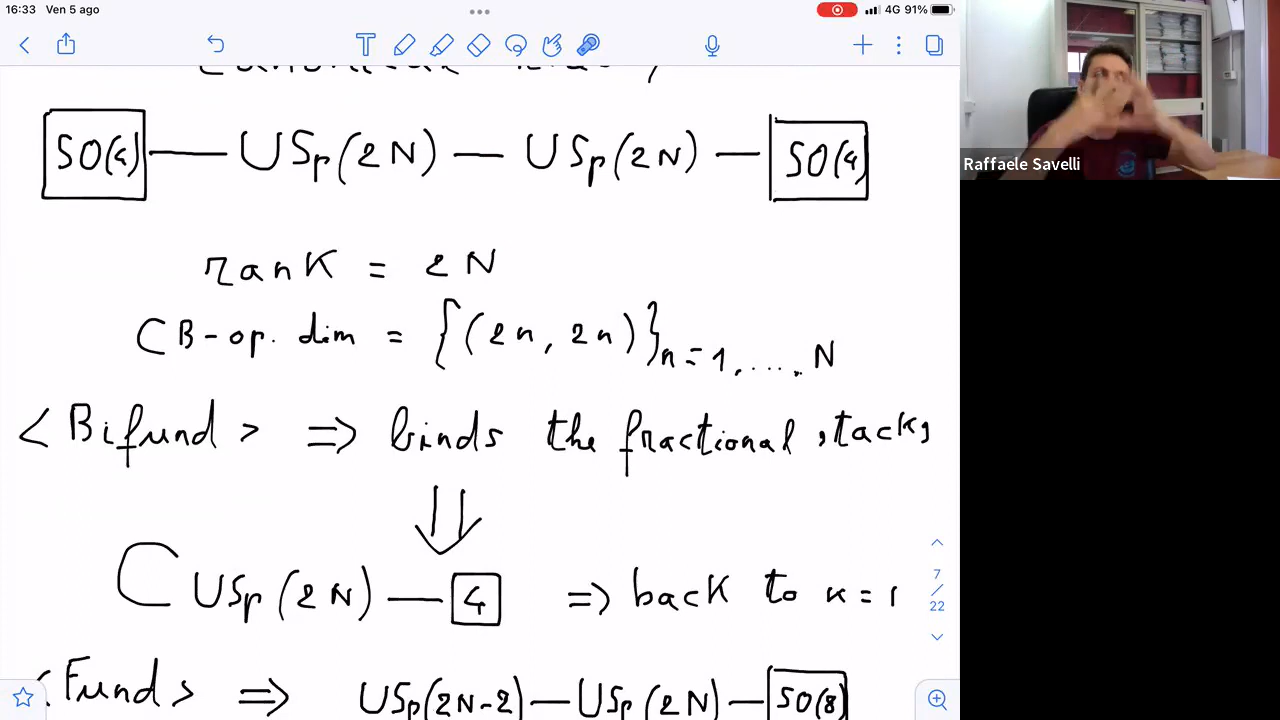 16:33 Ven 5 ago
4G 91%
SO(4) — USp(2N) — USp(2N) — SO(4)
Raffaele Savelli
rank = 2N
CB-op. dim = {(2n, 2n)}n=1,....,N
<Bifund> ⇒ binds the fractional stacks
⇓
USp(2N) — 4 ⇒ back to k=1
7
/
22
<Fund> ⇒ USp(2N-2) — USp(2N) — SO(8)